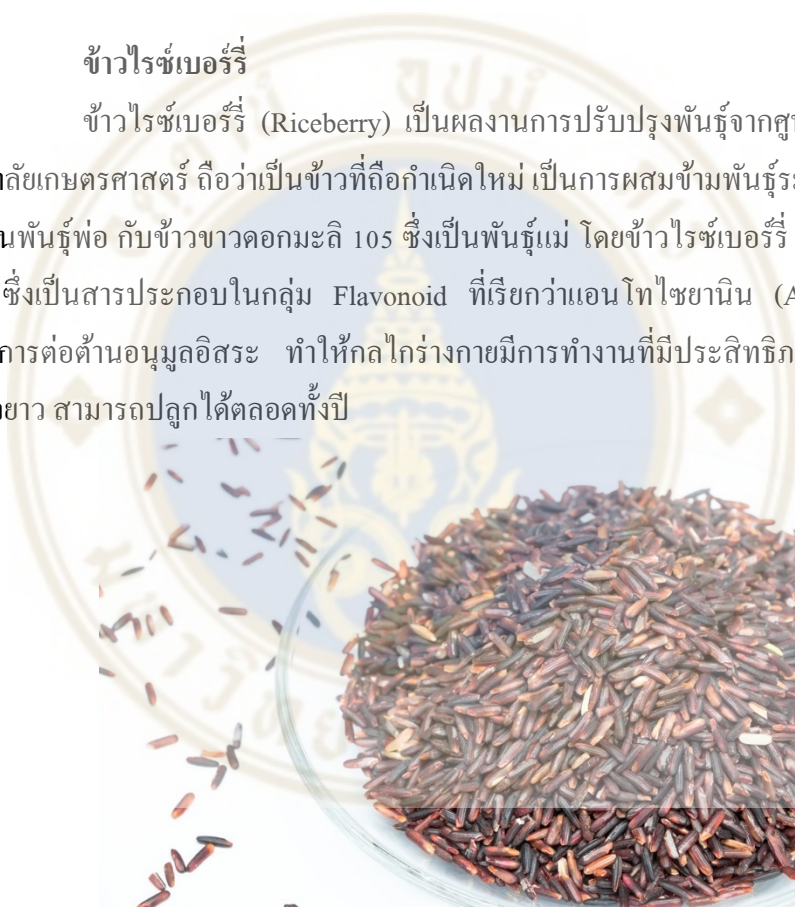 ข้าวไรซ์เบอร์รี่
ข้าวไรซ์เบอร์รี่ (Riceberry) เป็นผลงานการปรับปรุงพันธุ์จากศูน
าลัยเกษตรศาสตร์ ถือว่าเป็นข้าวที่ถือกำเนิดใหม่ เป็นการผสมข้ามพันธุ์ระ
นพันธุ์พ่อ กับข้าวขาวดอกมะลิ 105 ซึ่งเป็นพันธุ์แม่ โดยข้าวไรซ์เบอร์รี่
ซึ่งเป็นสารประกอบในกลุ่ม Flavonoid ที่เรียกว่าแอนโทไซยานิน (A
การต่อต้านอนุมูลอิสระ ทำให้กลไกร่างกายมีการทำงานที่มีประสิทธิภ
ยาว สามารถปลูกได้ตลอดทั้งปี